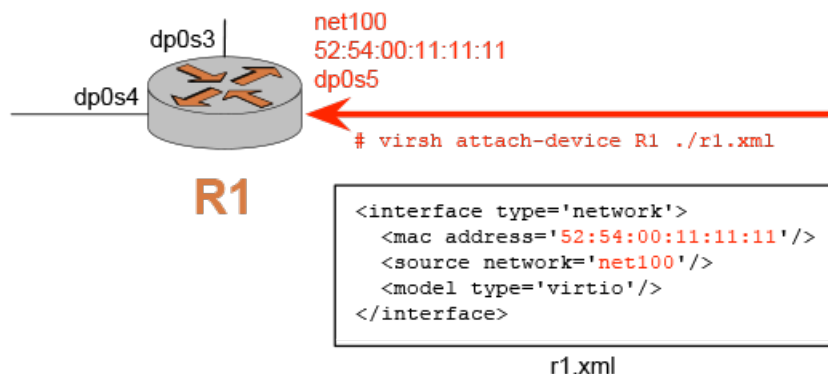 net100
dp0s3
52:54:00:11:11:11
dp0s5
dp0s4
# virsh attach-device R1 ./r1.xml
R1
<interface type='network'>
<mac address='52:54:00:11:11:11'/>
<source network='net100'/>
<model type='virtio'/>
</interface>
r1.xml